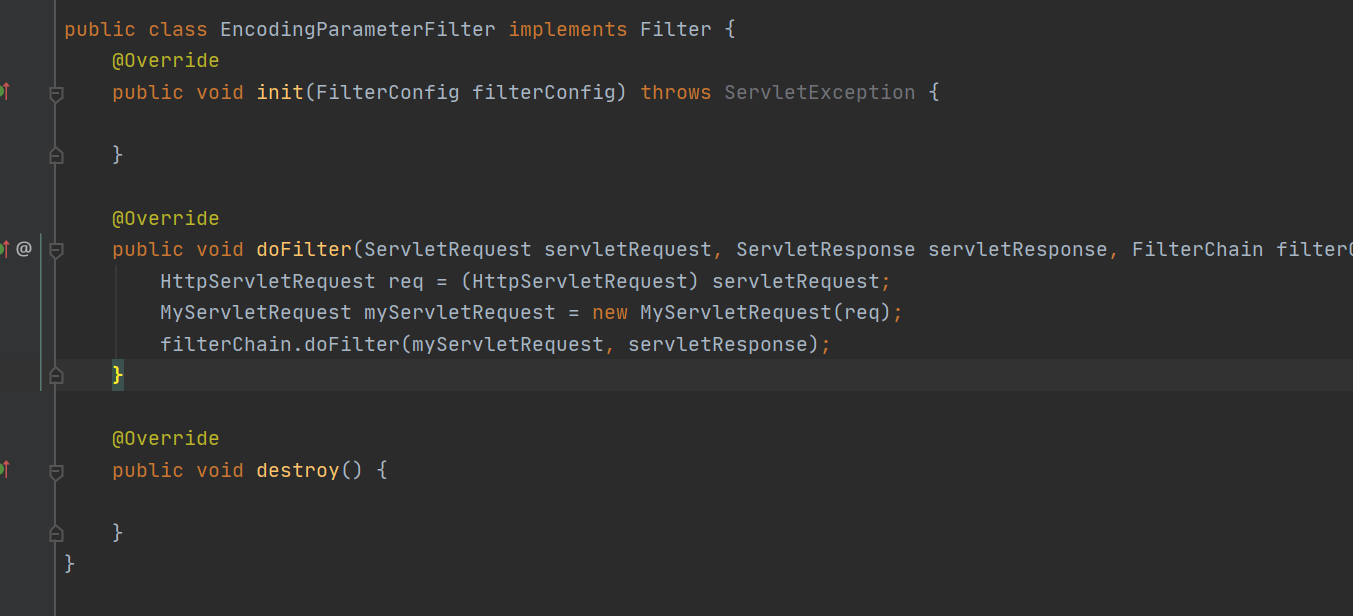 public class EncodingParameterFilter implements Filter {
@Override
public void init(FilterConfig filterConfig) throws ServletException {
}
@Override
@ public void doFilter(ServletRequest servletRequest, ServletResponse servletResponse, FilterChain
HttpServletRequest req = (HttpServletRequest) servletRequest;
MyServletRequest myServletRequest = new MyServletRequest(req);
filterChain.doFilter(myServletRequest, servletResponse);
}
@Override
public void destroy() {
}
}